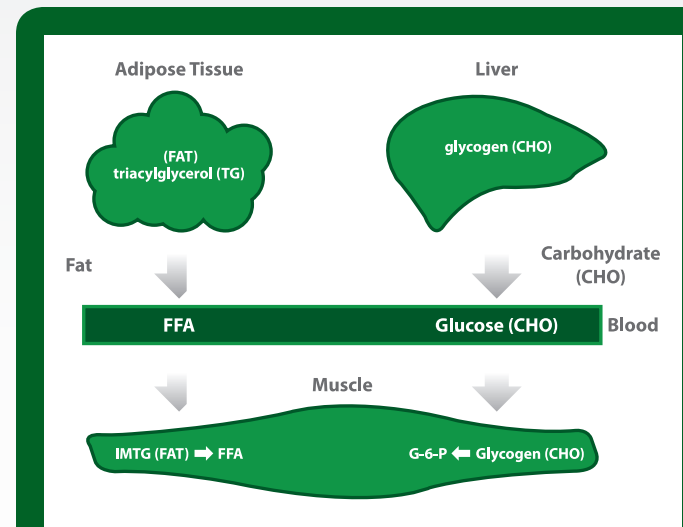 Adipose Tissue
Liver
(FAT)
triacylglycerol (TG)
glycogen (CHO)
Fat
Carbohydrate
(CHO)
FFA
Glucose (CHO)
Blood
Muscle
IMTG (FAT) ➡ FFA
G-6-P ⬅ Glycogen (CHO)